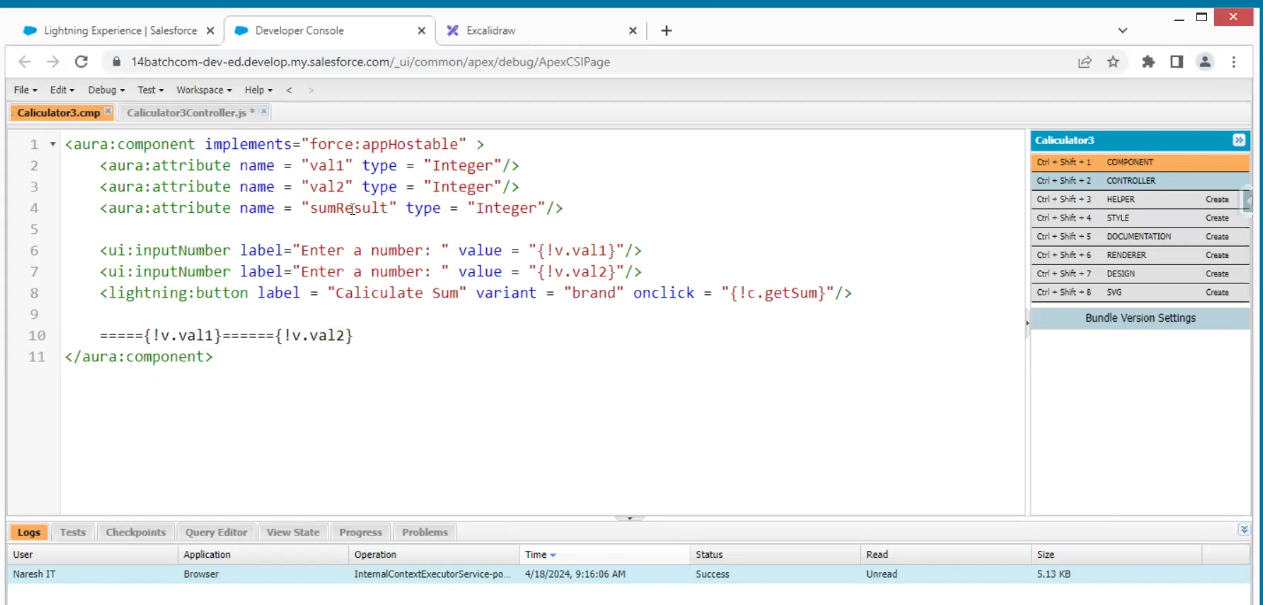 Lightning Experience | Salesforce
Developer Console
Excalidraw
14batchcom-dev-ed.develop.my.salesforce.com/_ui/common/apex/debug/ApexCSIPage
File Edit Debug Test Workspace Help < >
Caliculator3.cmp
Caliculator3Controller.js *
1 <aura:component implements="force:appHostable" >
2 <aura:attribute name = "val1" type = "Integer"/>
3 <aura:attribute name = "val2" type = "Integer"/>
4 <aura:attribute name = "sumResult" type = "Integer"/>
5
6 <ui:inputNumber label="Enter a number: " value = "{!v.val1}"/>
7 <ui:inputNumber label="Enter a number: " value = "{!v.val2}"/>
8 <lightning:button label = "Caliculate Sum" variant = "brand" onclick = "{!c.getSum}"/>
9
10 ====={!v.val1}======{!v.val2}
11 </aura:component>
Caliculator3
Ctrl + Shift + 1 COMPONENT
Ctrl + Shift + 2 CONTROLLER
Ctrl + Shift + 3 HELPER Create
Ctrl + Shift + 4 STYLE Create
Ctrl + Shift + 5 DOCUMENTATION Create
Ctrl + Shift + 6 RENDERER Create
Ctrl + Shift + 7 DESIGN Create
Ctrl + Shift + 8 SVG Create
Bundle Version Settings
Logs Tests Checkpoints Query Editor View State Progress Problems
User Application Operation Time Status Read Size
Naresh IT Browser InternalContextExecutorService-po... 4/18/2024, 9:16:06 AM Success Unread 5.13 KB